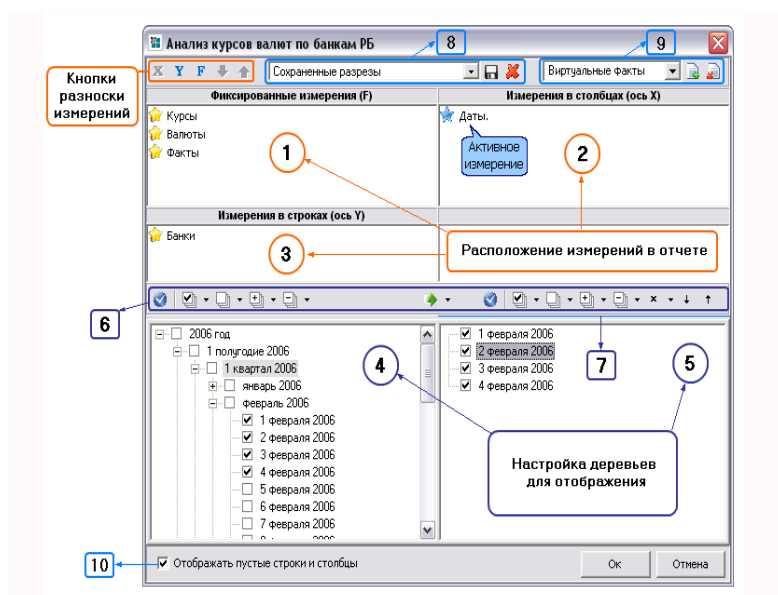 Анализ курсов валют по банкам РБ
8
9
X Y F
Сохраненные разрезы
Виртуальные факты
Кнопки
разноски
измерений
Фиксированные измерения (F)
Измерения в столбцах (ось X)
Курсы
Валюты
Факты
1
Даты.
Активное
измерение
2
Измерения в строках (ось Y)
Банки
3
Расположение измерений в отчете
6
7
2006 год
1 полугодие 2006
1 квартал 2006
январь 2006
февраль 2006
1 февраля 2006
2 февраля 2006
3 февраля 2006
4 февраля 2006
5 февраля 2006
6 февраля 2006
7 февраля 2006
4
1 февраля 2006
2 февраля 2006
3 февраля 2006
4 февраля 2006
5
Настройка деревьев
для отображения
10
Отображать пустые строки и столбцы
Ок
Отмена